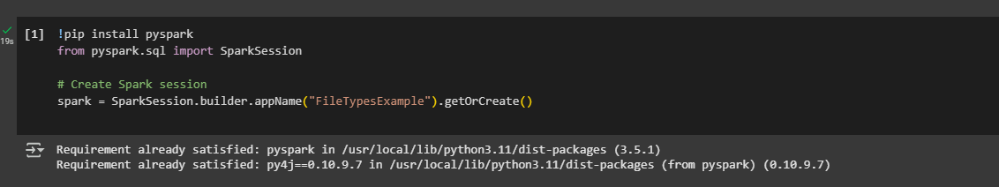 [1] !pip install pyspark
from pyspark.sql import SparkSession
# Create Spark session
spark = SparkSession.builder.appName("FileTypesExample").getOrCreate()
19s
Requirement already satisfied: pyspark in /usr/local/lib/python3.11/dist-packages (3.5.1)
Requirement already satisfied: py4j==0.10.9.7 in /usr/local/lib/python3.11/dist-packages (from pyspark) (0.10.9.7)